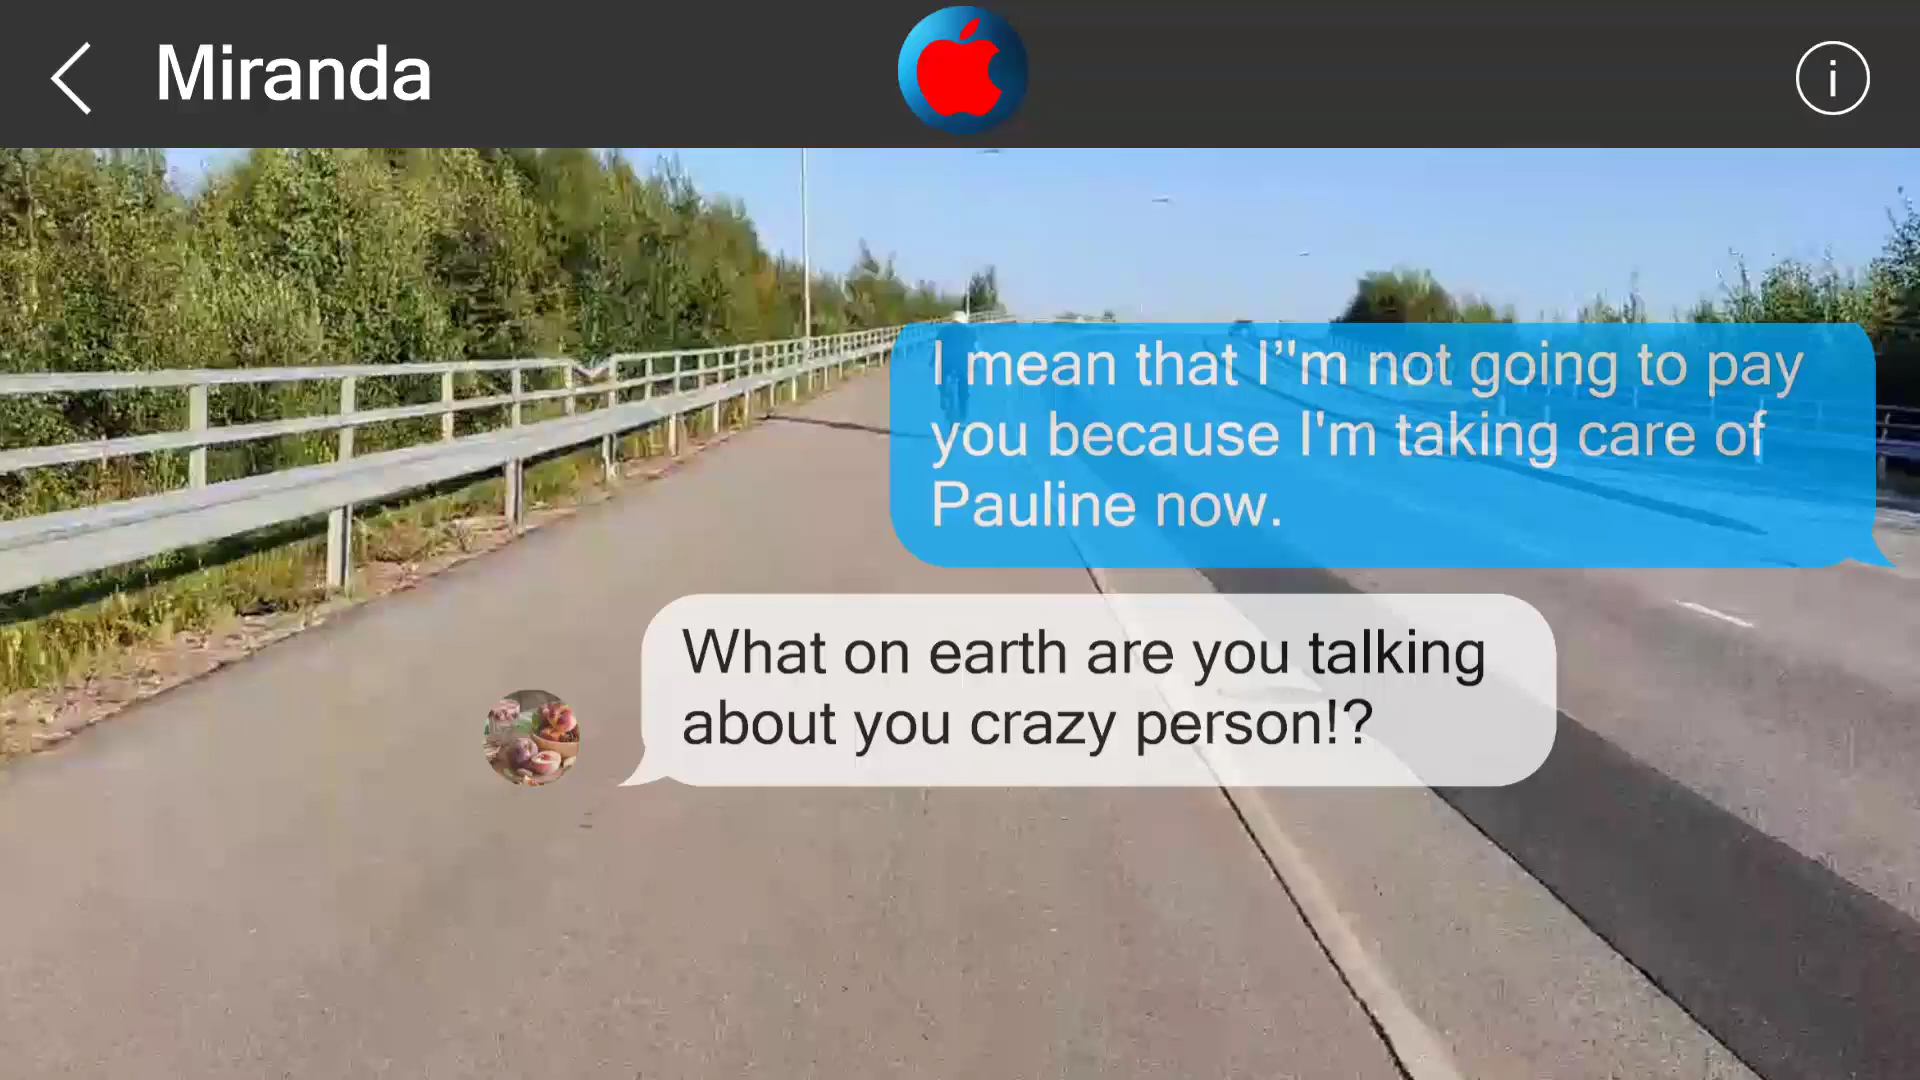 Miranda
i
I mean that I"m not going to pay
you because I'm taking care of
Pauline now.
What on earth are you talking
about you crazy person!?